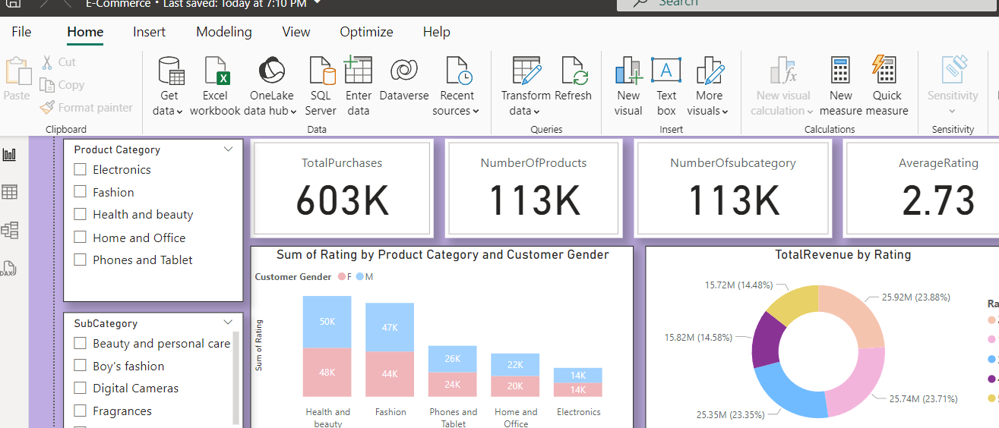 E-Commerce • Last saved: Today at 7:10 PM
Search
File Home Insert Modeling View Optimize Help
Paste
Cut
Copy
Format painter
Clipboard
Get data
Excel workbook
OneLake data hub
SQL Server
Enter data
Dataverse
Recent sources
Data
Transform data
Refresh
Queries
New visual
Text box
More visuals
Insert
New visual calculation
New measure
Quick measure
Calculations
Sensitivity
Sensitivity
DAX
Product Category
Electronics
Fashion
Health and beauty
Home and Office
Phones and Tablet
SubCategory
Beauty and personal care
Boy's fashion
Digital Cameras
Fragrances
TotalPurchases
603K
NumberOfProducts
113K
NumberOfsubcategory
113K
AverageRating
2.73
Sum of Rating by Product Category and Customer Gender
Customer Gender F M
Sum of Rating
50K
48K
47K
44K
26K
24K
22K
20K
14K
14K
Health and beauty
Fashion
Phones and Tablet
Home and Office
Electronics
TotalRevenue by Rating
15.72M (14.48%)
25.92M (23.88%)
15.82M (14.58%)
25.74M (23.71%)
25.35M (23.35%)
Ra